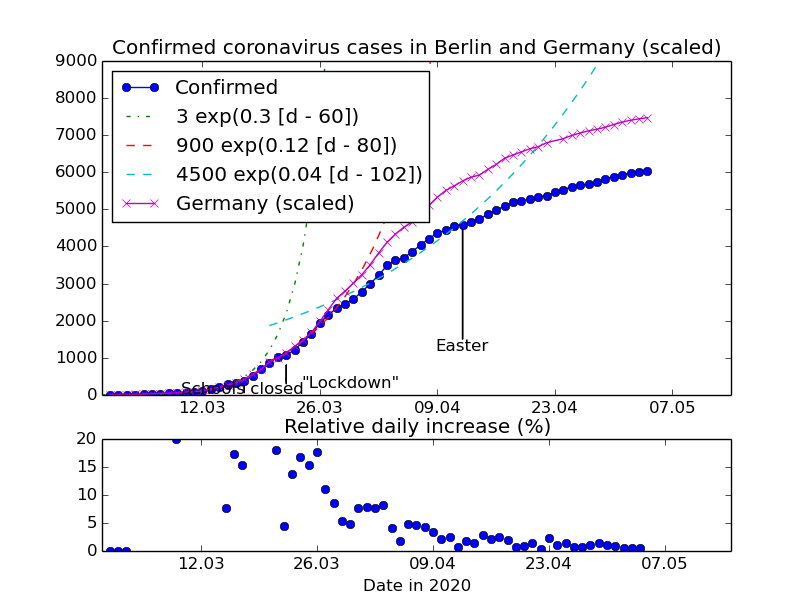 Confirmed coronavirus cases in Berlin and Germany (scaled)
9000
8000
7000
6000
5000
4000
3000
2000
1000
0
Confirmed
3 exp(0.3 [d - 60])
900 exp(0.12 [d - 80])
4500 exp(0.04 [d - 102])
Germany (scaled)
Easter
"Lockdown"
Schools closed
12.03 26.03 09.04 23.04 07.05
Relative daily increase (%)
20
15
10
5
0
12.03 26.03 09.04 23.04 07.05
Date in 2020